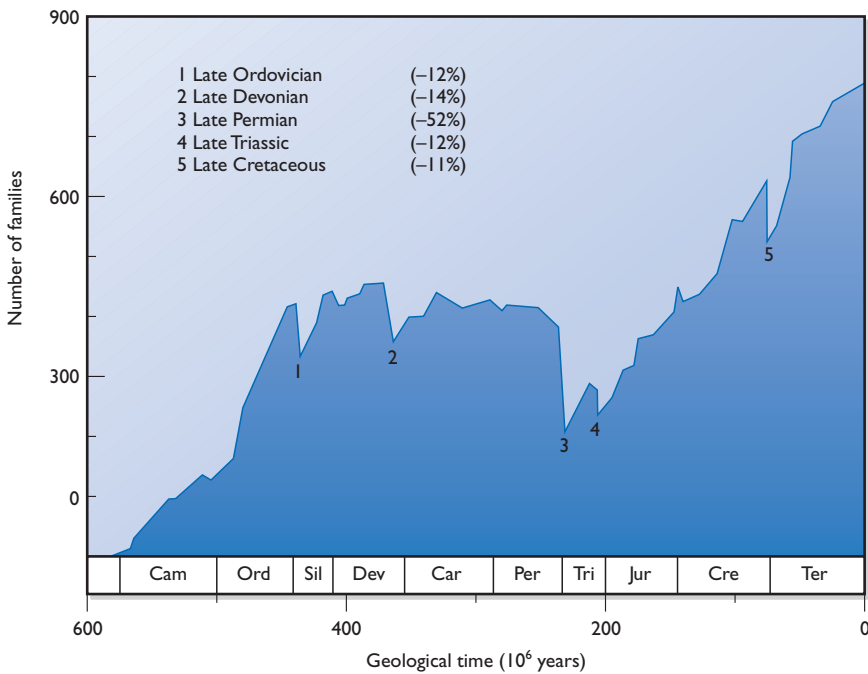 900
1 Late Ordovician (–12%)
2 Late Devonian (–14%)
3 Late Permian (–52%)
4 Late Triassic (–12%)
5 Late Cretaceous (–11%)
Number of families
600
300
0
1
2
3
4
5
Cam Ord Sil Dev Car Per Tri Jur Cre Ter
600 400 200 0
Geological time (10⁶ years)